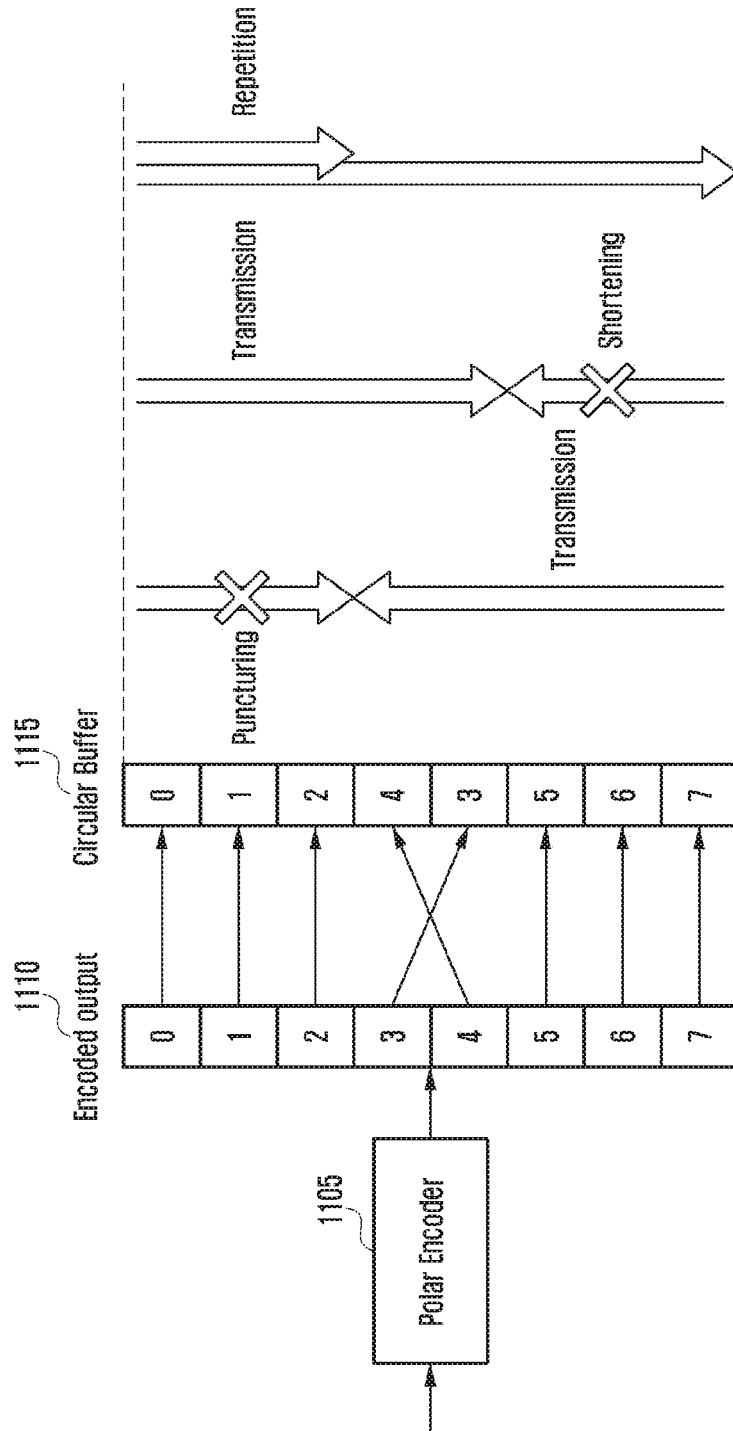 1105
Polar Encoder
1110
Encoded output
0
1
2
3
4
5
6
7
1115
Circular Buffer
0
1
2
4
3
5
6
7
Puncturing
Transmission
Transmission
Shortening
Repetition